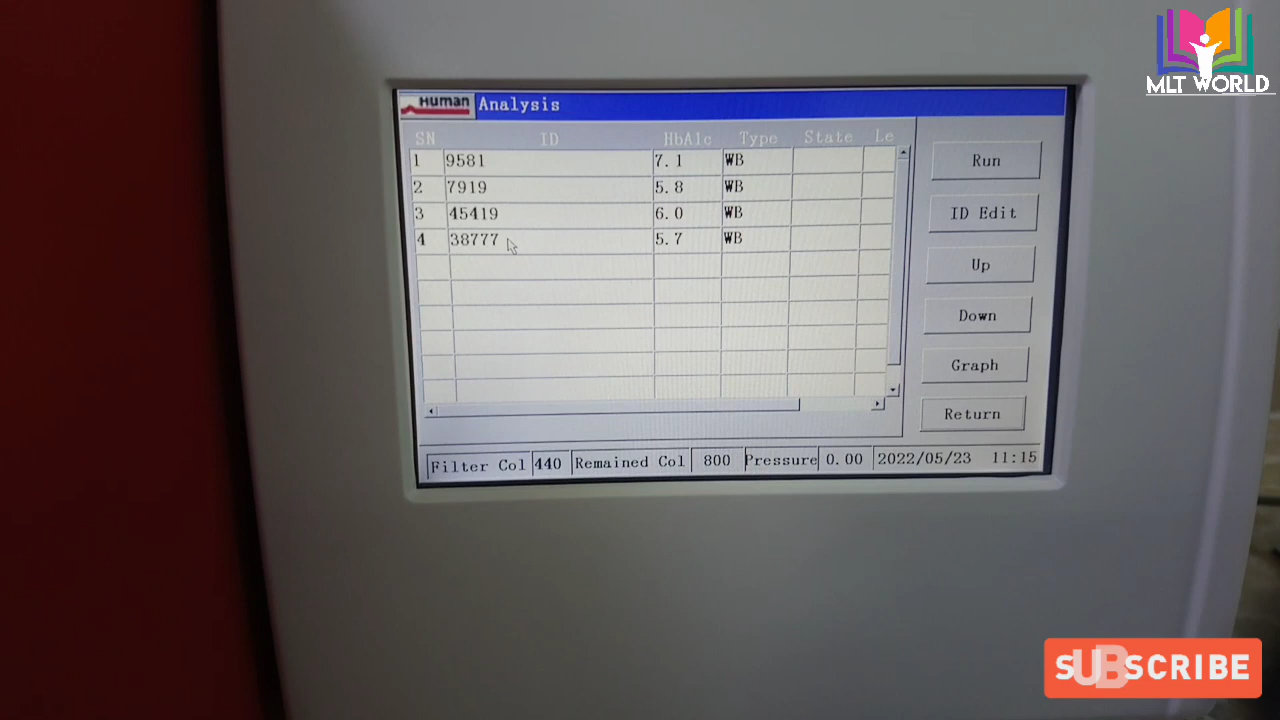 MLT WORLD
Human Analysis
SN ID HbA1c Type State Le
1 9581 7.1 WB
2 7919 5.8 WB
3 45419 6.0 WB
4 38777 5.7 WB
Run
ID Edit
Up
Down
Graph
Return
Filter Col 440 Remained Col 800 Pressure 0.00 2022/05/23 11:15
SUBSCRIBE